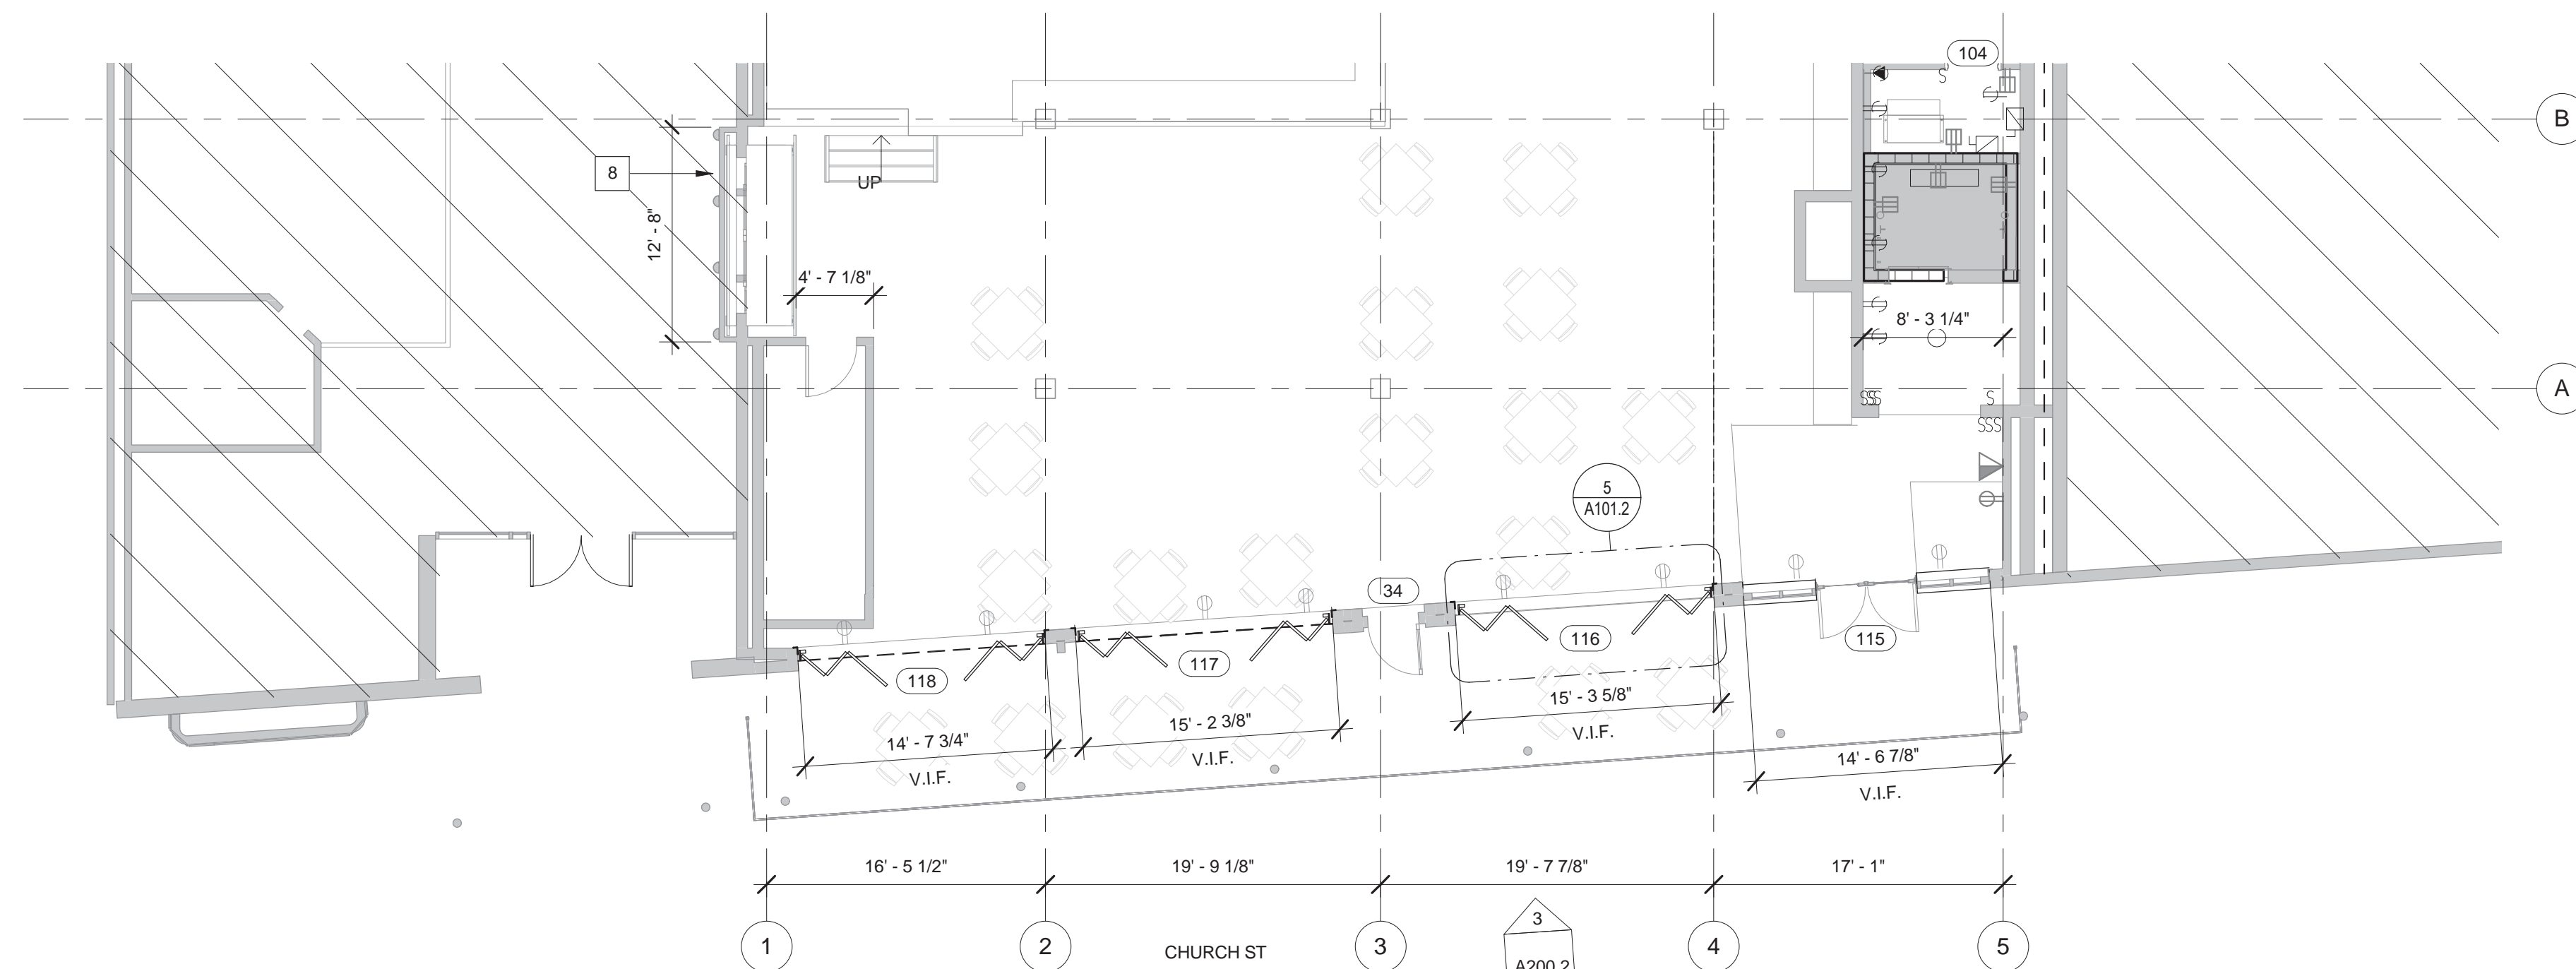 104
B
8
UP
12' - 8"
4' - 7 1/8"
8' - 3 1/4"
SSS
S
A
SSS
S
5
A101.2
34
118
117
116
115
14' - 7 3/4"
V.I.F.
15' - 2 3/8"
V.I.F.
15' - 3 5/8"
V.I.F.
14' - 6 7/8"
V.I.F.
16' - 5 1/2"
19' - 9 1/8"
19' - 7 7/8"
17' - 1"
1
2
CHURCH ST
3
3
A200.2
4
5